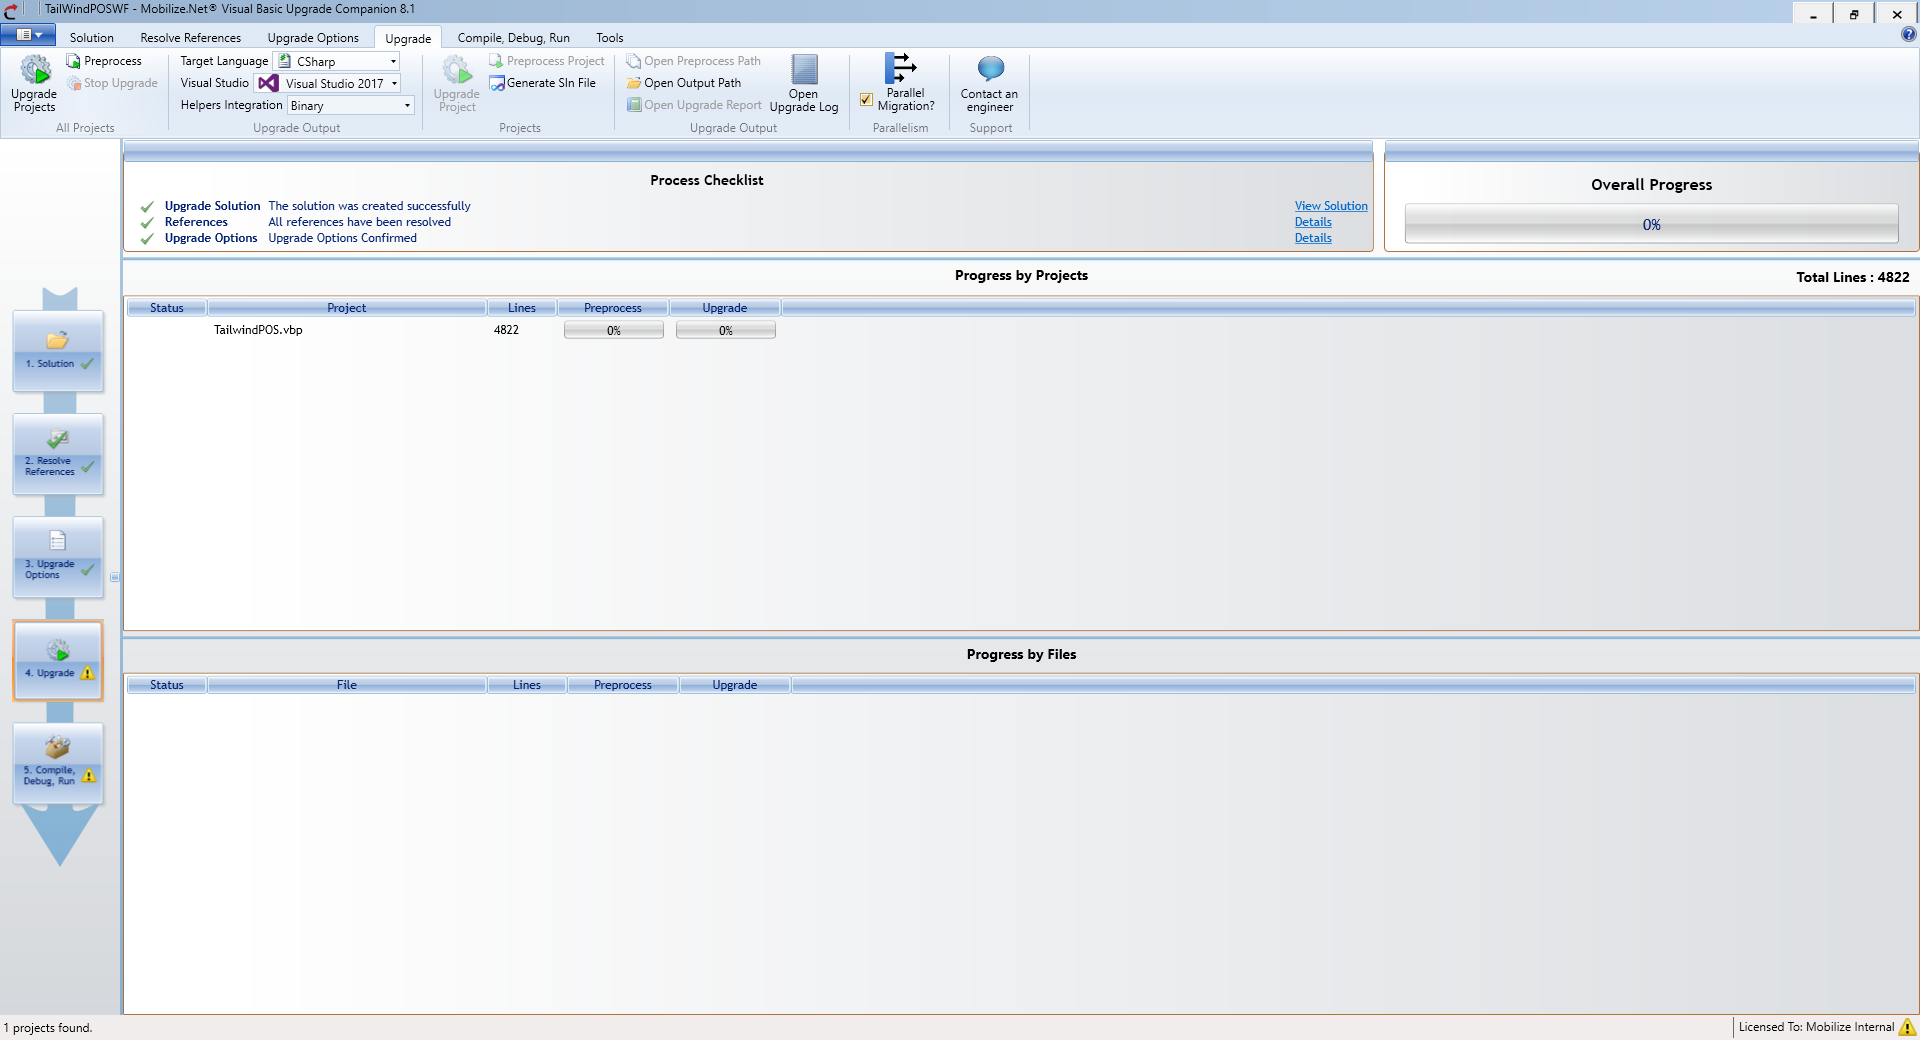 TailWindPOSWF - Mobilize.Net® Visual Basic Upgrade Companion 8.1
Solution Resolve References Upgrade Options Upgrade Compile, Debug, Run Tools
Upgrade Projects
Preprocess
Stop Upgrade
All Projects
Target Language CSharp
Visual Studio Visual Studio 2017
Helpers Integration Binary
Upgrade Output
Upgrade Project
Preprocess Project
Generate Sln File
Projects
Open Preprocess Path
Open Output Path
Open Upgrade Report
Open Upgrade Log
Upgrade Output
Parallel Migration?
Parallelism
Contact an engineer
Support
Process Checklist
Upgrade Solution The solution was created successfully View Solution
References All references have been resolved Details
Upgrade Options Upgrade Options Confirmed Details
Overall Progress
0%
Progress by Projects
Total Lines : 4822
Status Project Lines Preprocess Upgrade
TailwindPOS.vbp 4822 0% 0%
1. Solution
2. Resolve References
3. Upgrade Options
4. Upgrade
5. Compile, Debug, Run
Progress by Files
Status File Lines Preprocess Upgrade
1 projects found.
Licensed To: Mobilize Internal